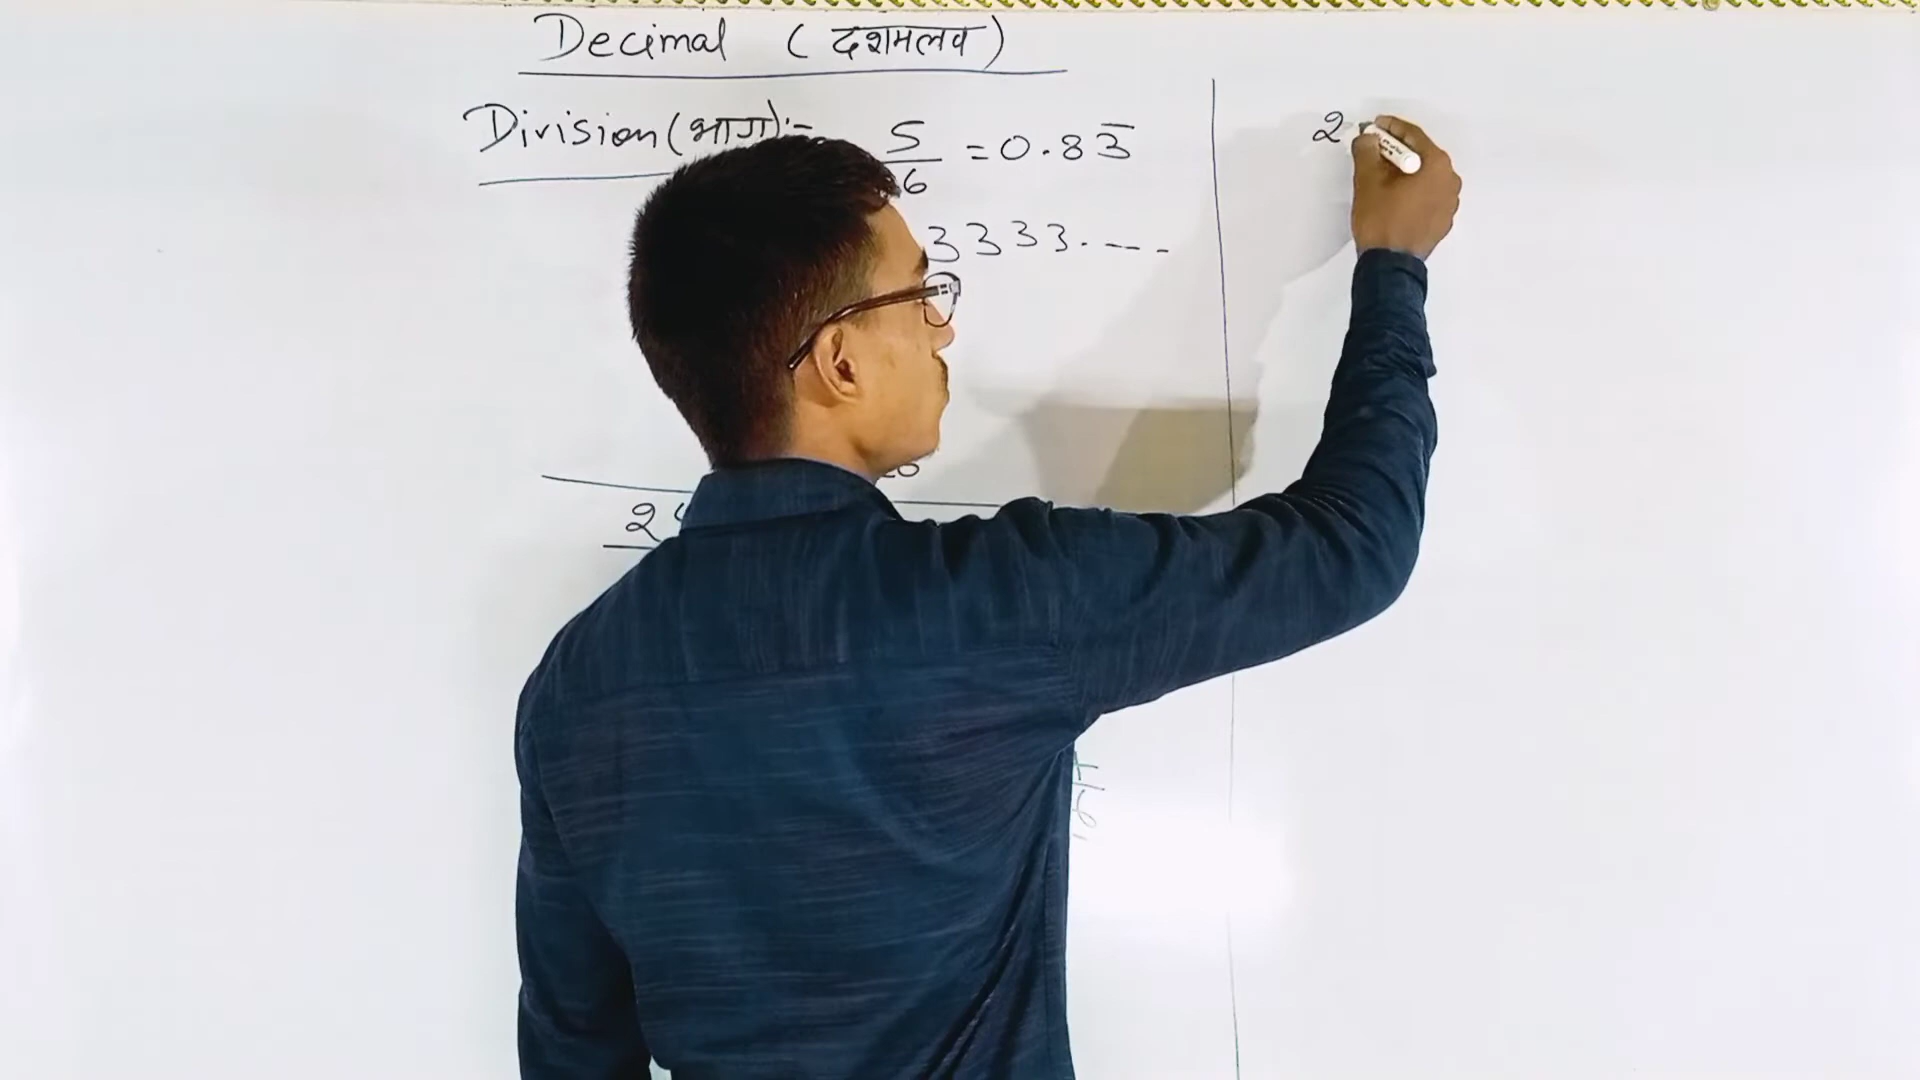 Decimal (दशमलव)
Division (भाग):- 5/6 = 0.83̅
3333.---
2
2